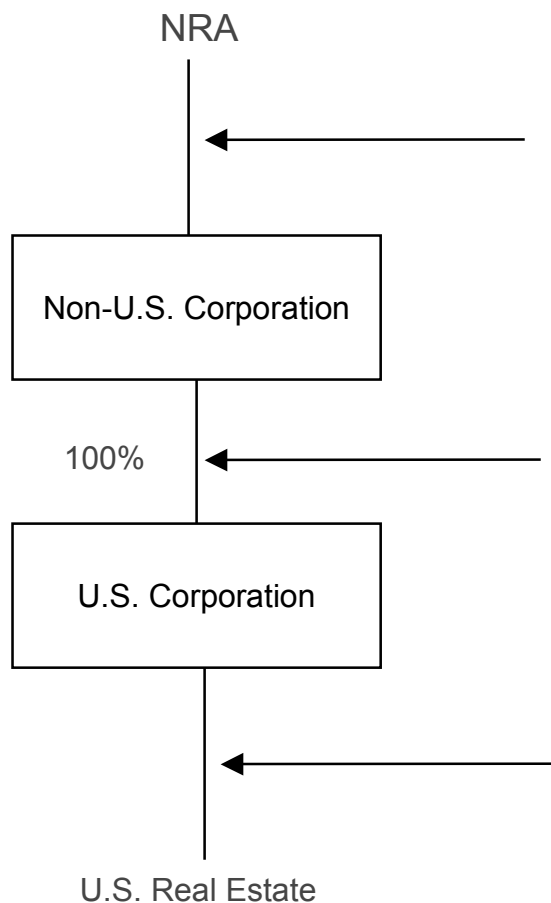 NRA
Non-U.S. Corporation
100%
U.S. Corporation
U.S. Real Estate